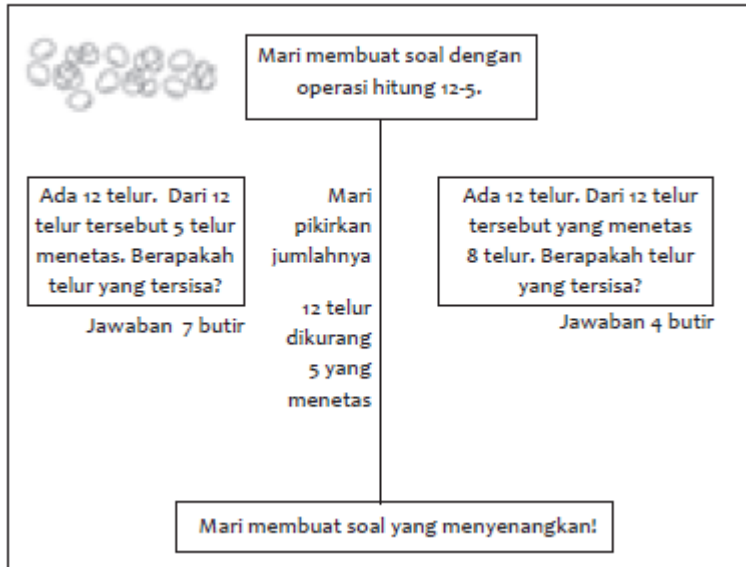 Mari membuat soal dengan
operasi hitung 12-5.
Ada 12 telur. Dari 12
telur tersebut 5 telur
menetas. Berapakah
telur yang tersisa?
Jawaban 7 butir
Mari
pikirkan
jumlahnya
12 telur
dikurang
5 yang
menetas
Ada 12 telur. Dari 12 telur
tersebut yang menetas
8 telur. Berapakah telur
yang tersisa?
Jawaban 4 butir
Mari membuat soal yang menyenangkan!